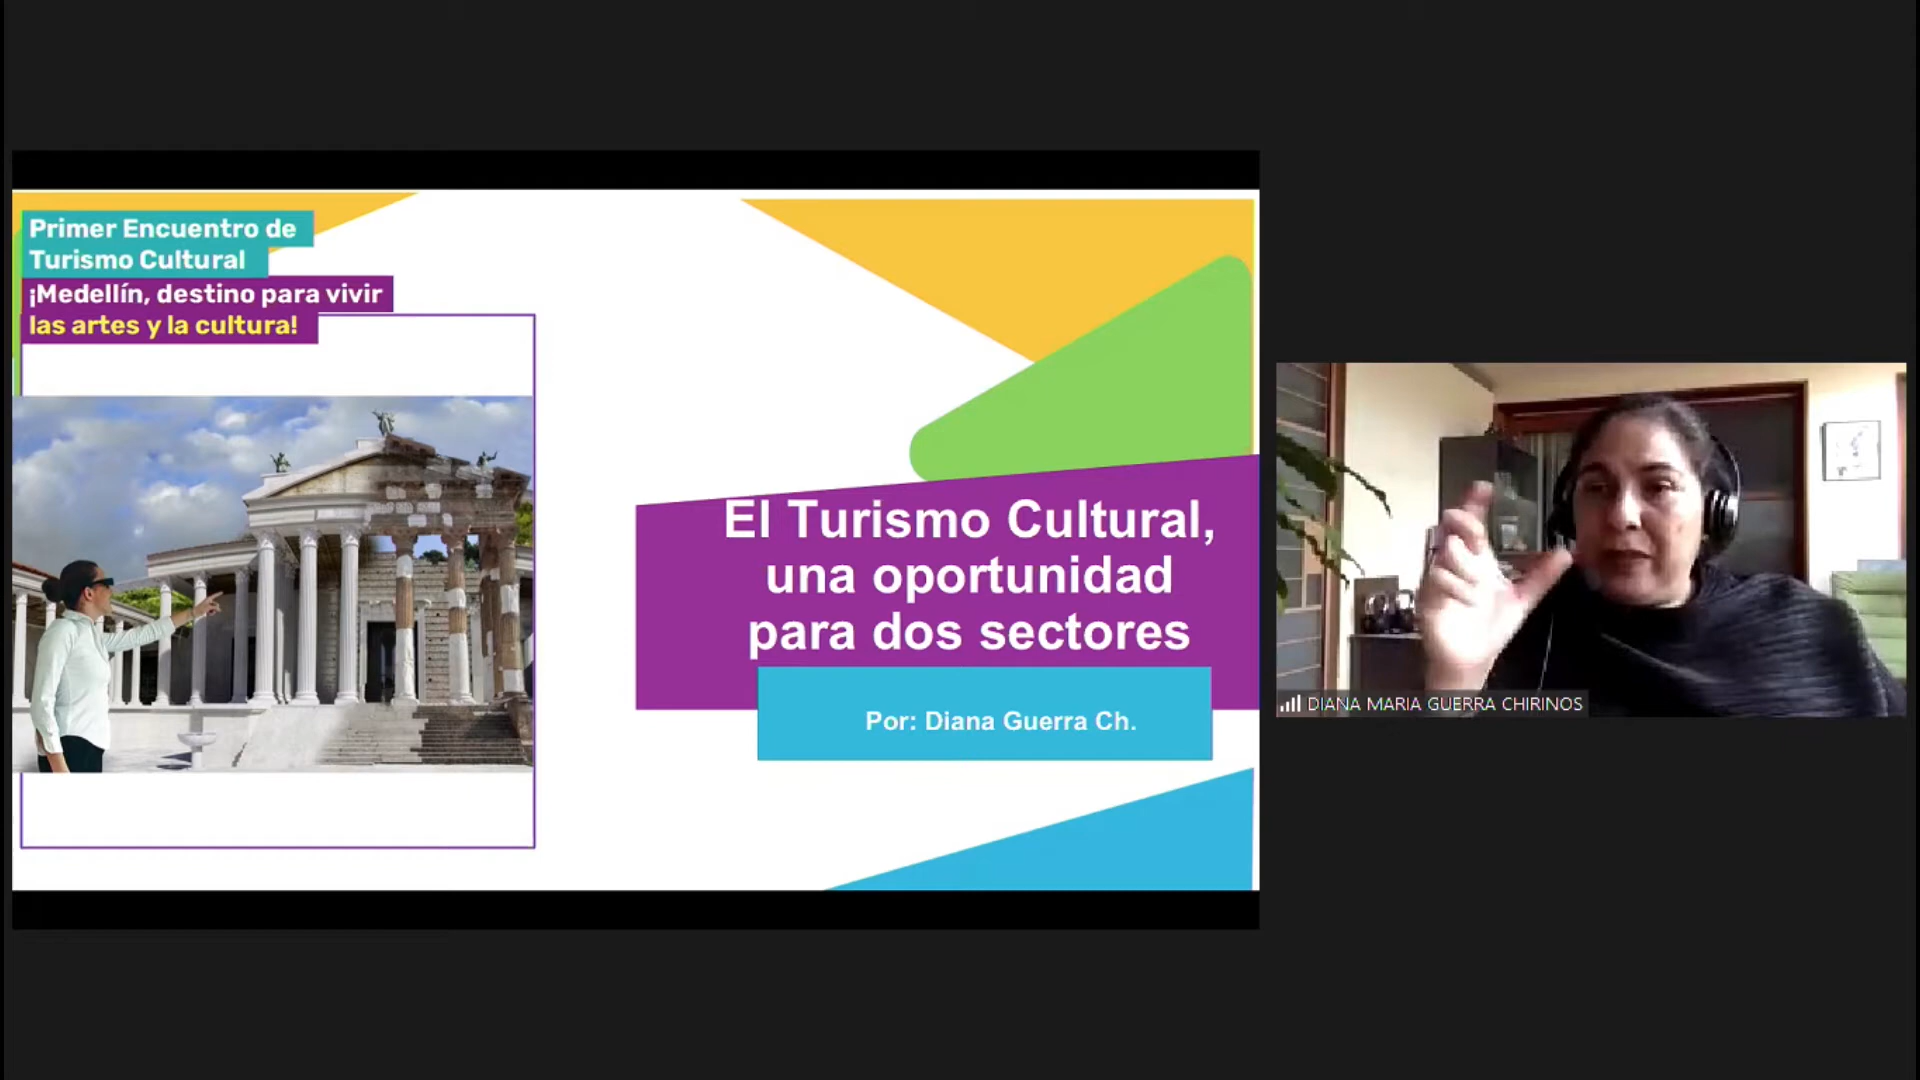 Primer Encuentro de
Turismo Cultural
¡Medellín, destino para vivir
las artes y la cultura!
El Turismo Cultural,
una oportunidad
para dos sectores
Por: Diana Guerra Ch.
DIANA MARIA GUERRA CHIRINOS